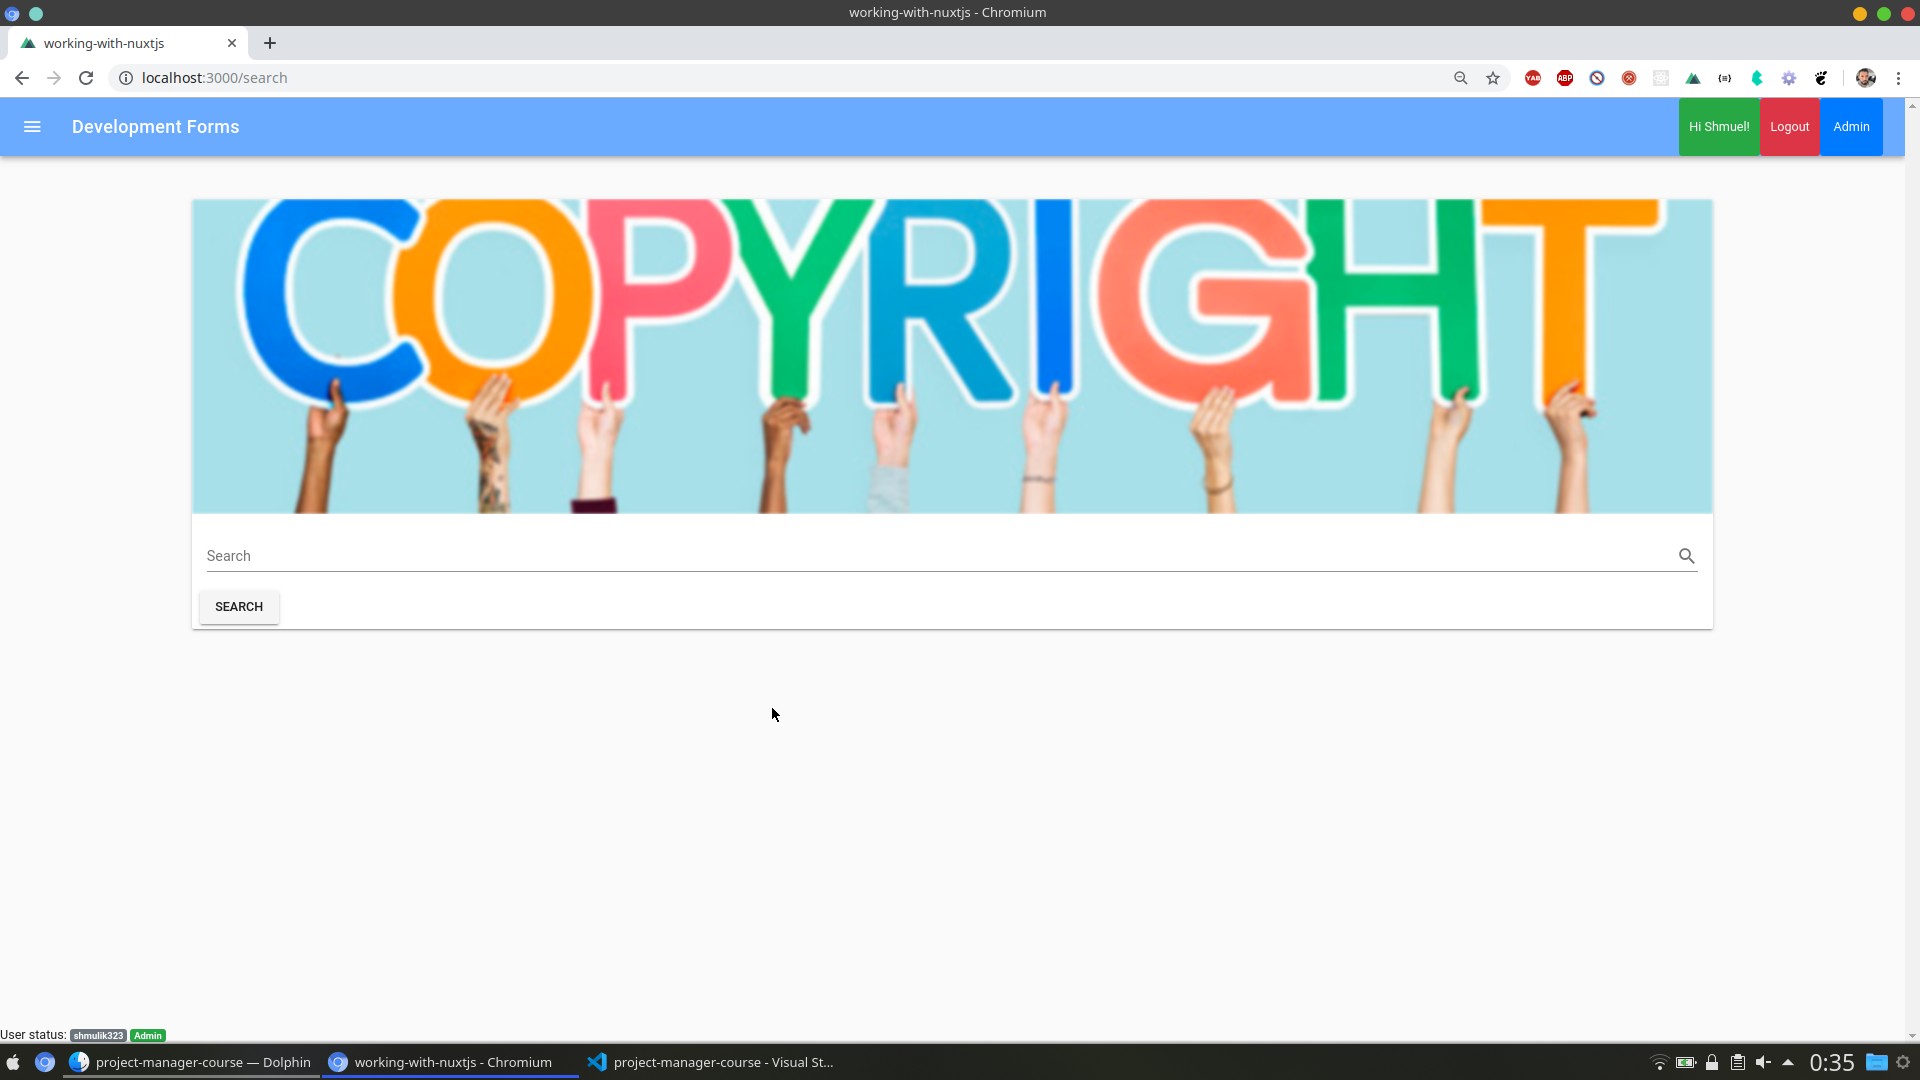 working-with-nuxtjs - Chromium
working-with-nuxtjs
localhost:3000/search
YAB
ABP
Development Forms
Hi Shmuel!
Logout
Admin
COPYRIGHT
Search
SEARCH
User status: shmulik323 Admin
project-manager-course — Dolphin
working-with-nuxtjs - Chromium
project-manager-course - Visual St...
0:35